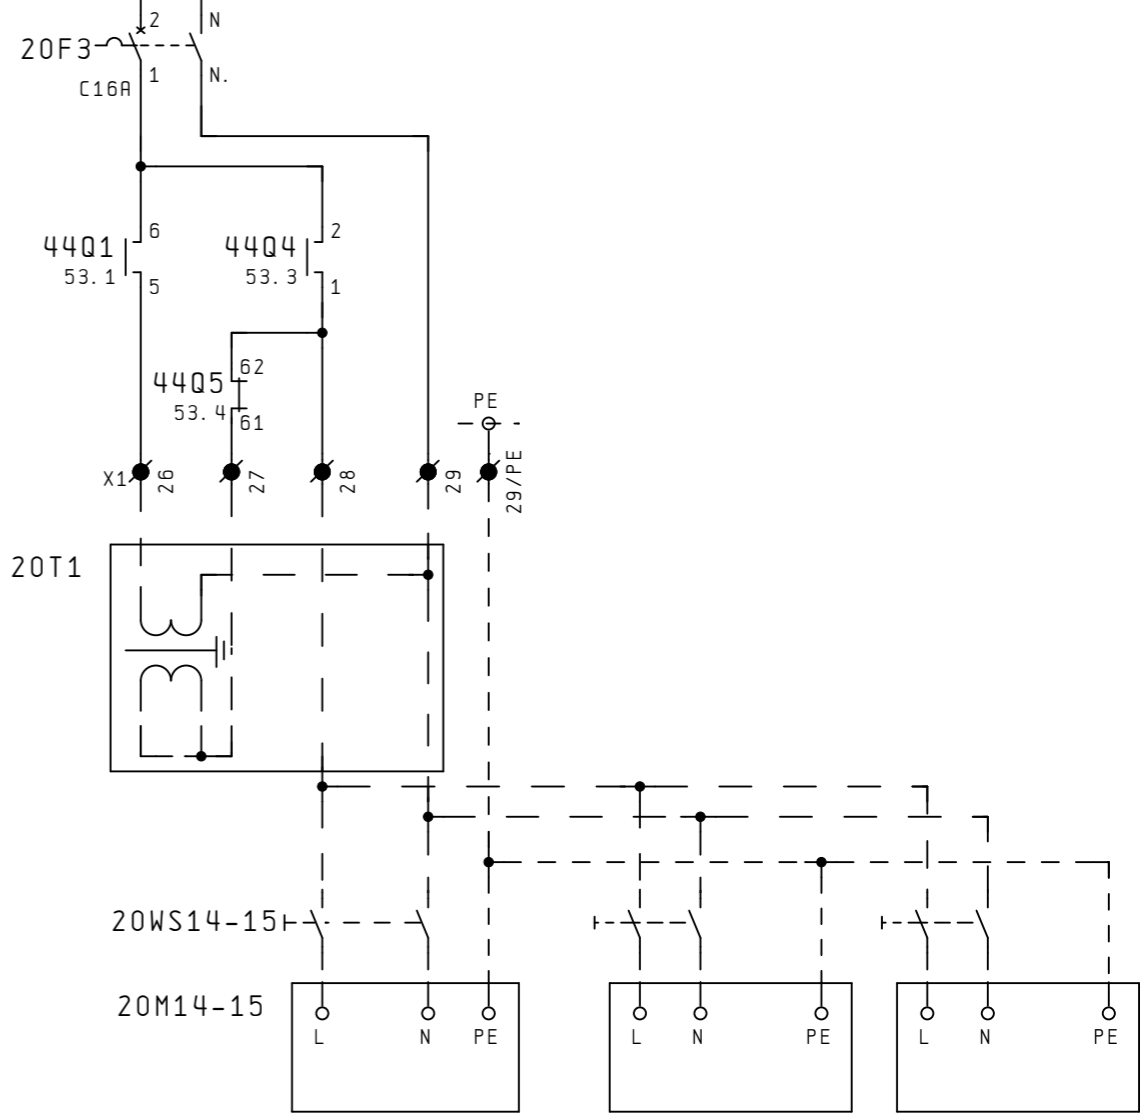 2 N
20F3
1 N.
C16A
6 2
44Q1 44Q4
53.1 53.3
5 1
62
44Q5
53.4
61
PE
X1 26 27 28 29 29/PE
20T1
20WS14-15
20M14-15
L N PE L N PE L N PE